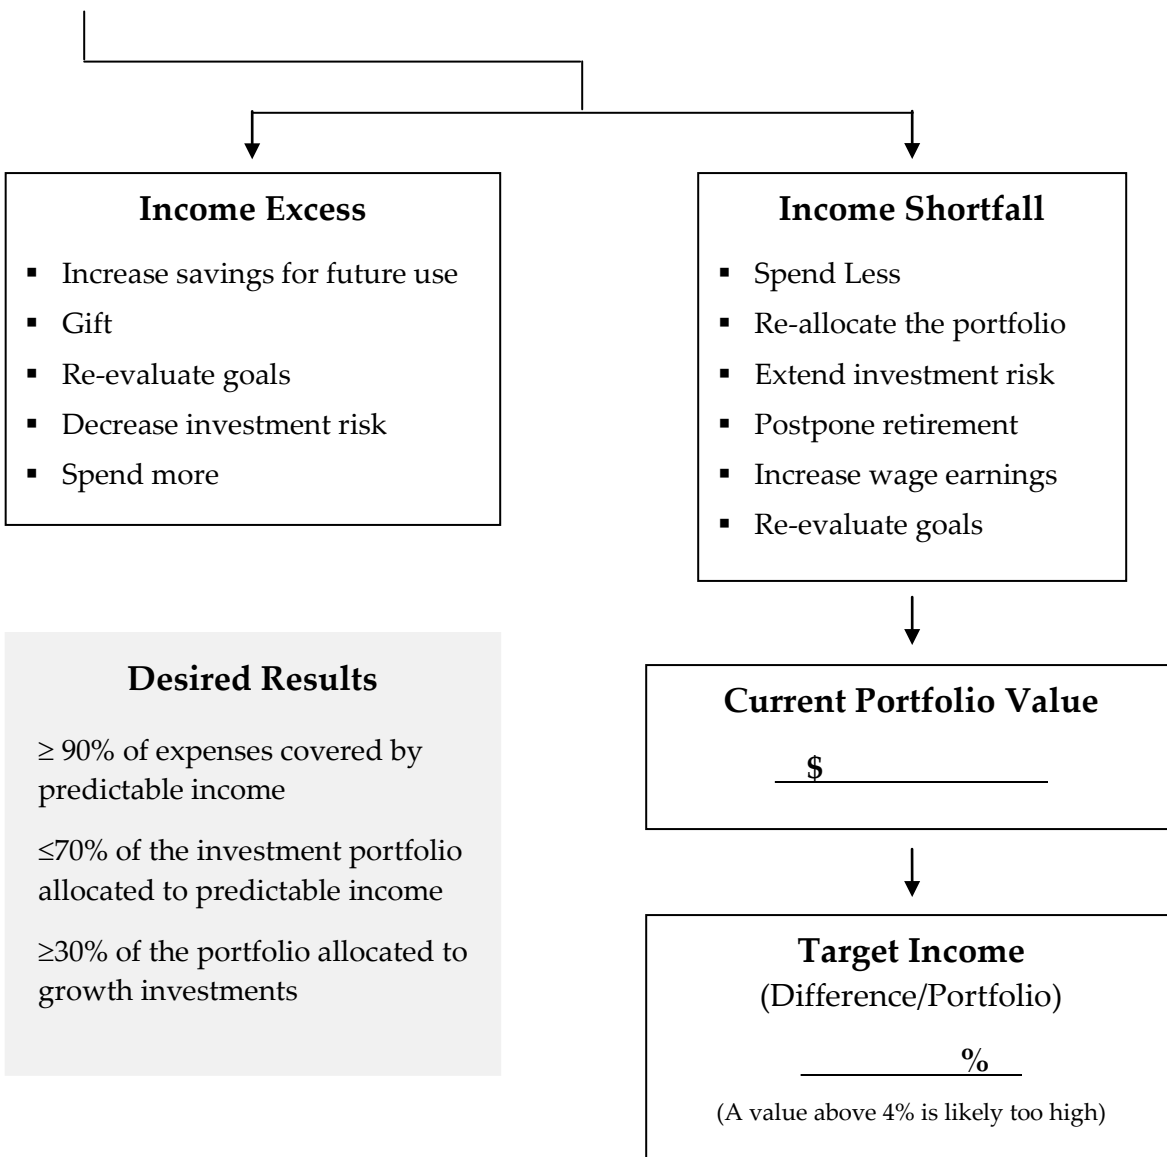 Income Excess
▪ Increase savings for future use
▪ Gift
▪ Re-evaluate goals
▪ Decrease investment risk
▪ Spend more
Income Shortfall
▪ Spend Less
▪ Re-allocate the portfolio
▪ Extend investment risk
▪ Postpone retirement
▪ Increase wage earnings
▪ Re-evaluate goals
Desired Results
≥ 90% of expenses covered by
predictable income
≤70% of the investment portfolio
allocated to predictable income
≥30% of the portfolio allocated to
growth investments
Current Portfolio Value
$
Target Income
(Difference/Portfolio)
%
(A value above 4% is likely too high)